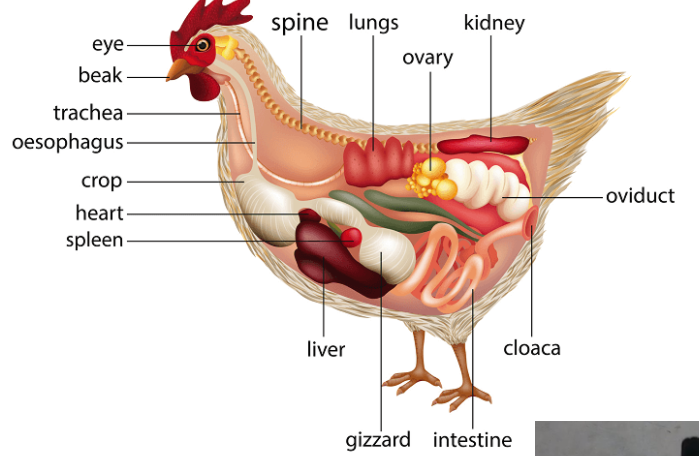 spine
lungs
kidney
eye
ovary
beak
trachea
oesophagus
crop
oviduct
heart
spleen
liver
cloaca
gizzard
intestine